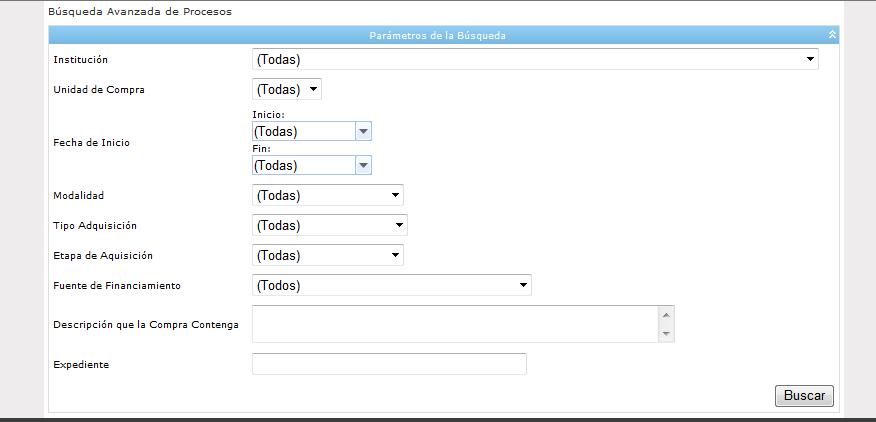 Búsqueda Avanzada de Procesos
Parámetros de la Búsqueda
Institución (Todas)
Unidad de Compra (Todas)
Inicio:
(Todas)
Fecha de Inicio
Fin:
(Todas)
Modalidad (Todas)
Tipo Adquisición (Todas)
Etapa de Aquisición (Todas)
Fuente de Financiamiento (Todos)
Descripción que la Compra Contenga
Expediente
Buscar